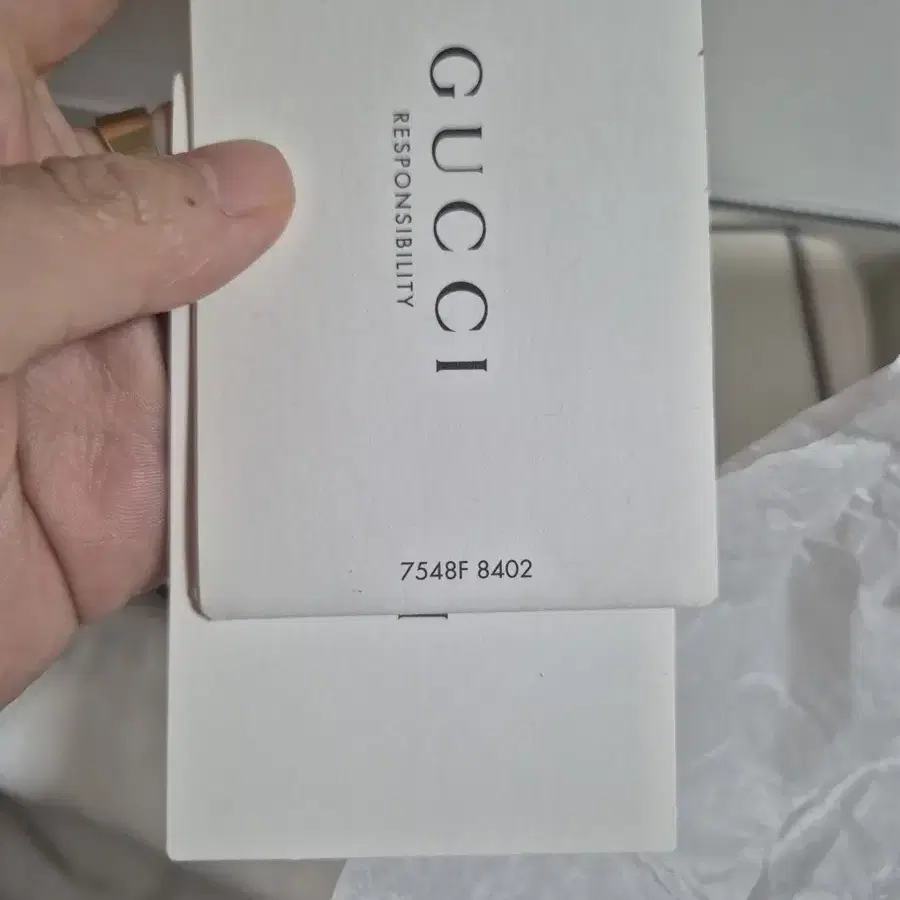 GUCCI
RESPONSIBILITY
7548F 8402